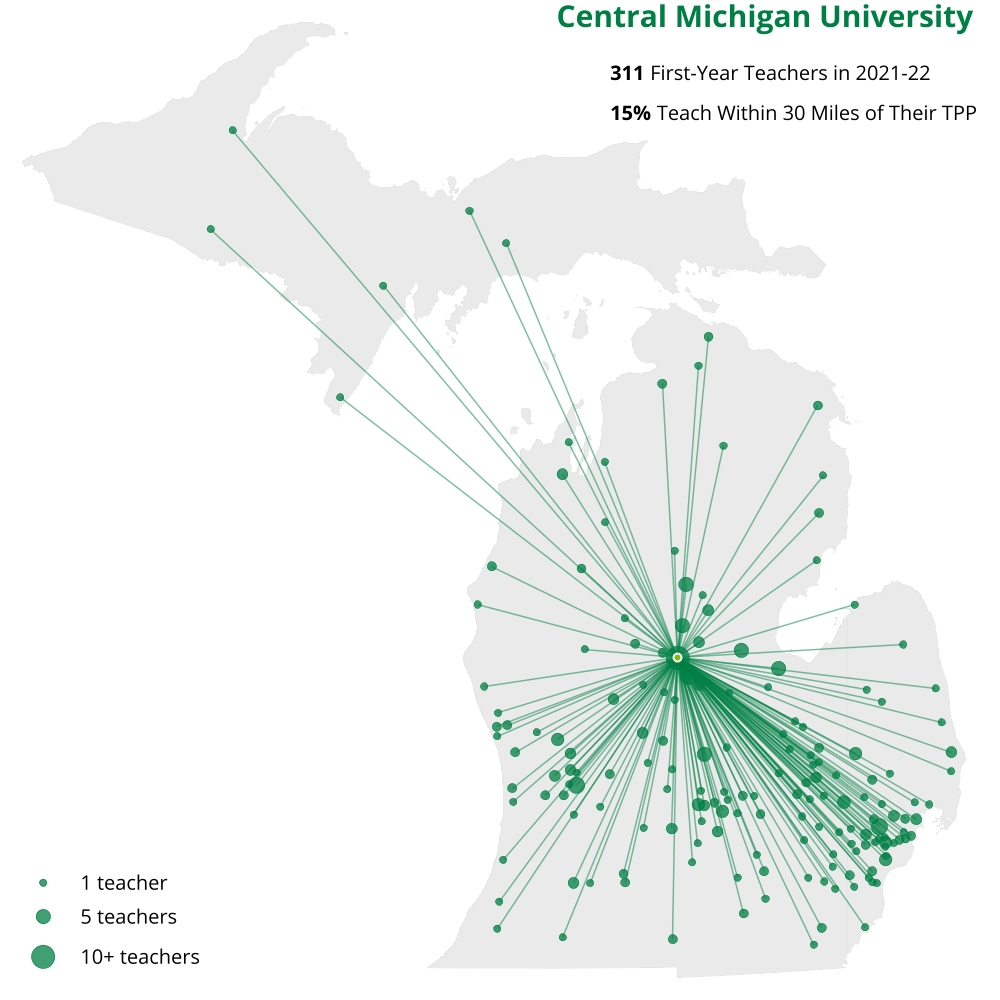 Central Michigan University
311 First-Year Teachers in 2021-22
15% Teach Within 30 Miles of Their TPP
1 teacher
5 teachers
10+ teachers